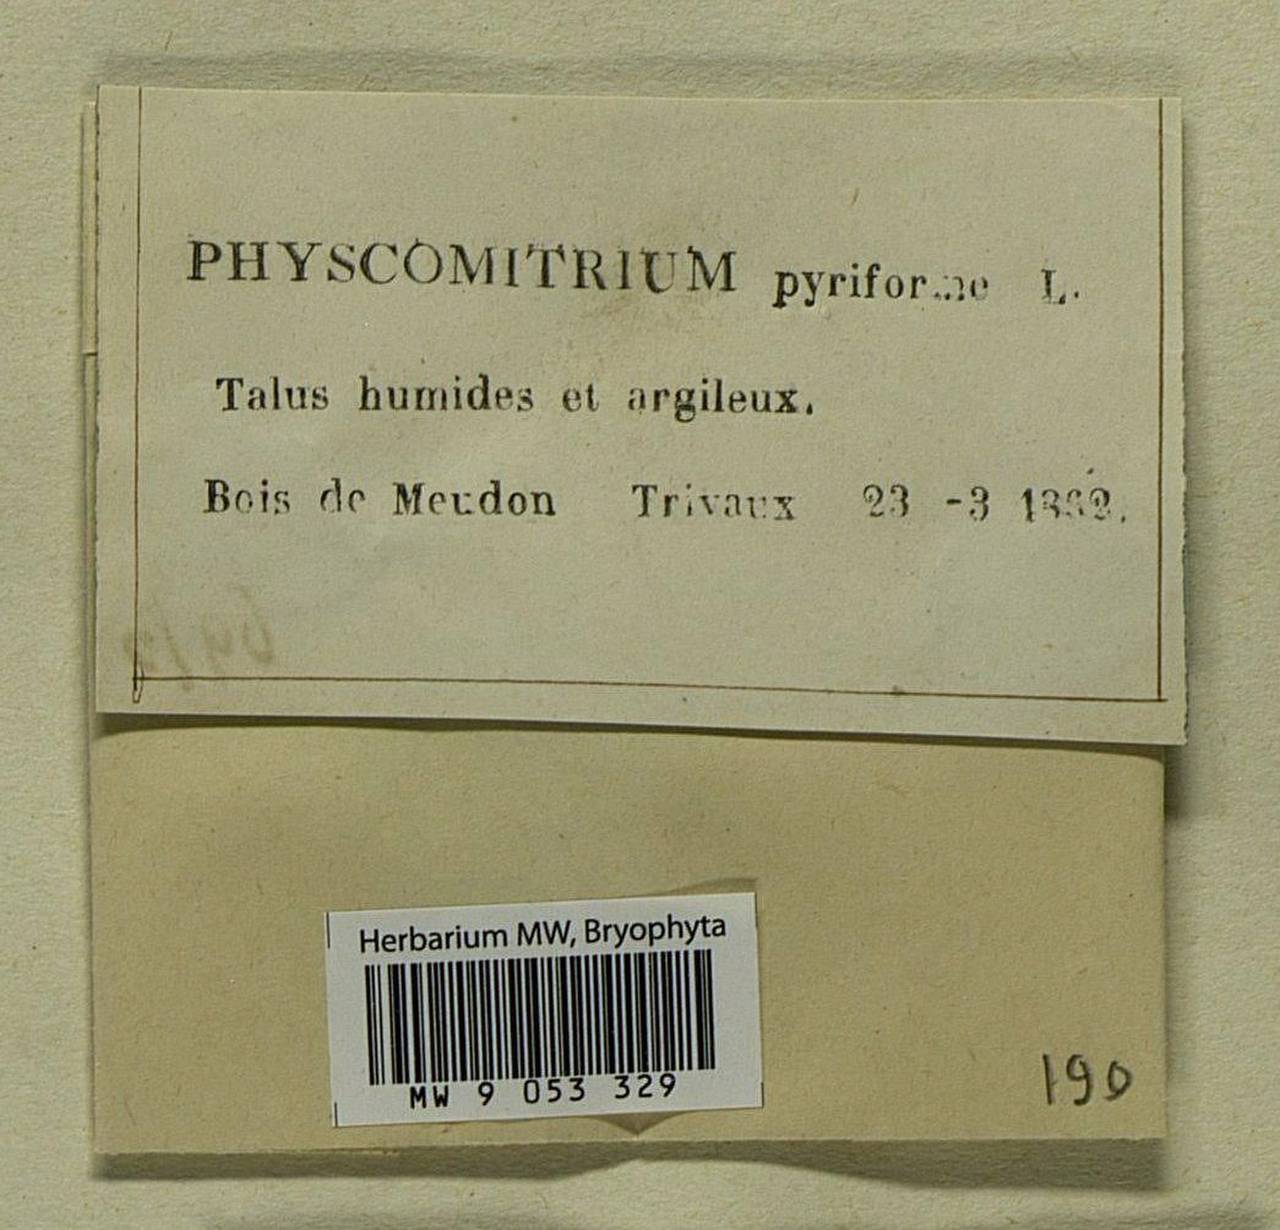 PHYSCOMITRIUM pyriforme L.
Talus humides et argileux.
Bois de Meudon Trivaux 23 -3
Herbarium MW, Bryophyta
MW 9 053 329
190